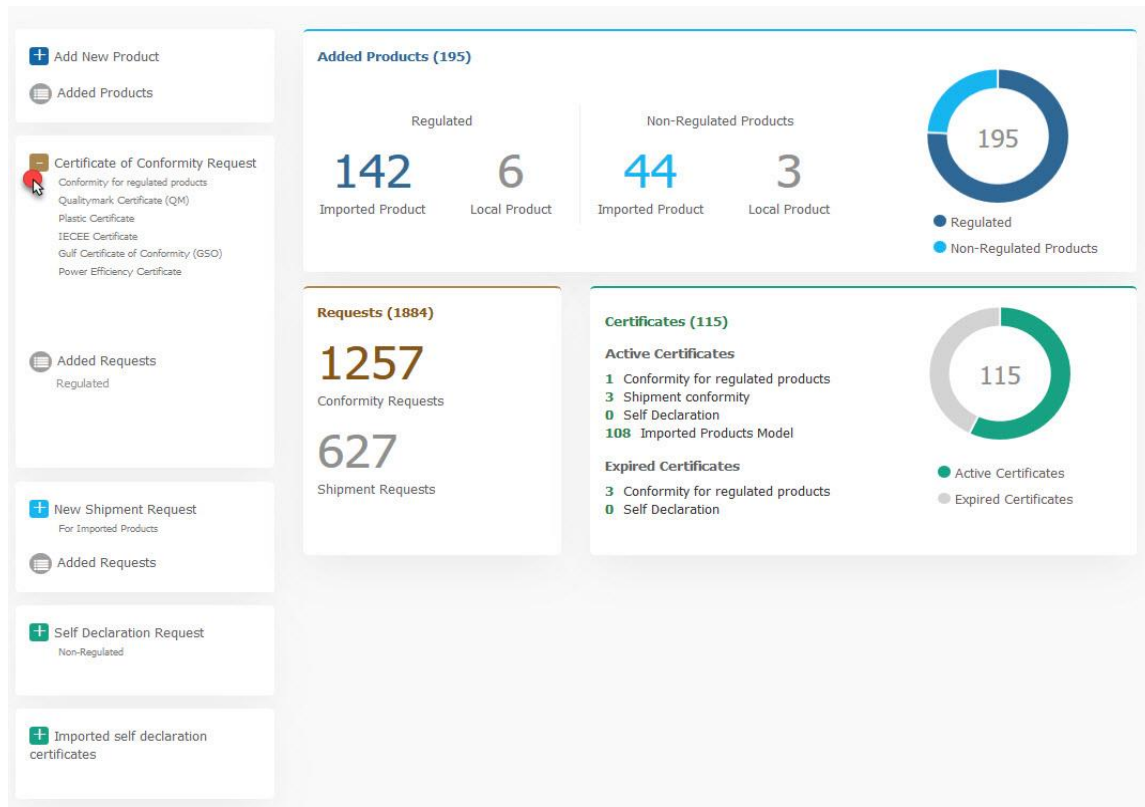 Add New Product
Added Products
Certificate of Conformity Request
Conformity for regulated products
Qualitymark Certificate (QM)
Plastic Certificate
IECEE Certificate
Gulf Certificate of Conformity (GSO)
Power Efficiency Certificate
Added Requests
Regulated
New Shipment Request
For Imported Products
Added Requests
Self Declaration Request
Non-Regulated
Imported self declaration
certificates
Added Products (195)
Regulated
142
Imported Product
6
Local Product
Non-Regulated Products
44
Imported Product
3
Local Product
195
Regulated
Non-Regulated Products
Requests (1884)
1257
Conformity Requests
627
Shipment Requests
Certificates (115)
Active Certificates
1 Conformity for regulated products
3 Shipment conformity
0 Self Declaration
108 Imported Products Model
Expired Certificates
3 Conformity for regulated products
0 Self Declaration
115
Active Certificates
Expired Certificates